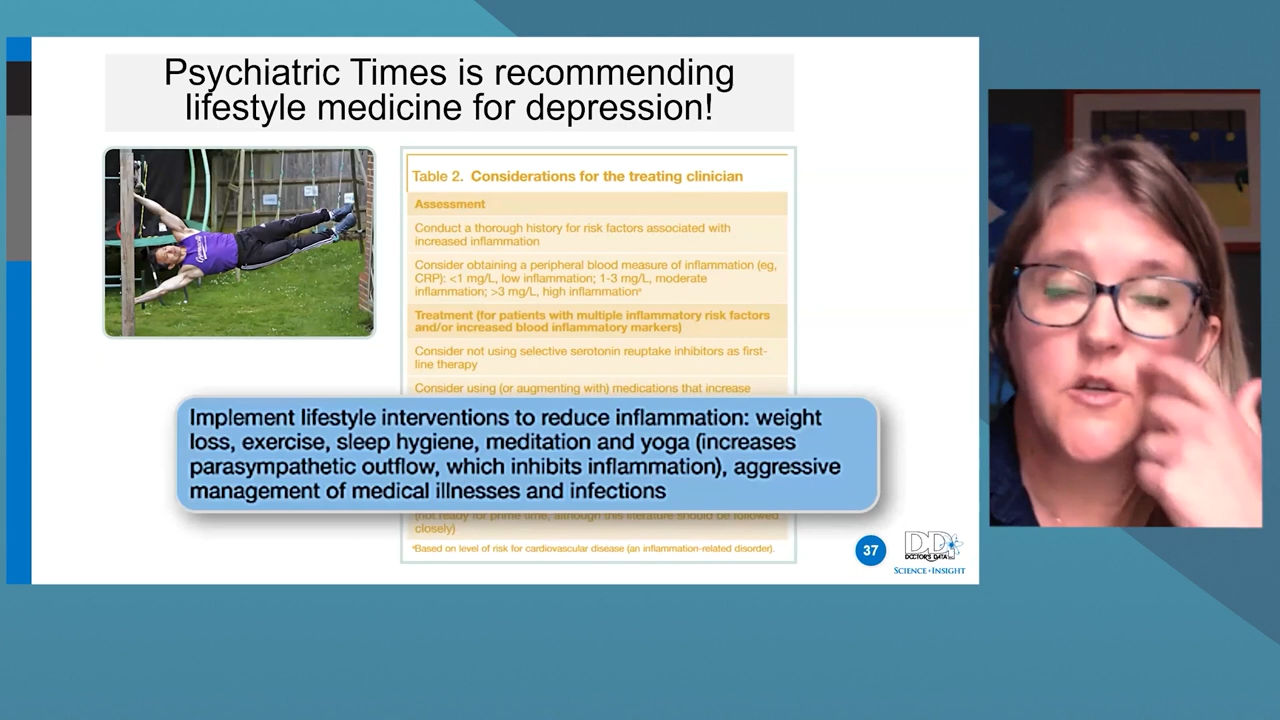 Psychiatric Times is recommending
lifestyle medicine for depression!
Table 2. Considerations for the treating clinician
Assessment
Conduct a thorough history for risk factors associated with
increased inflammation
Consider obtaining a peripheral blood measure of inflammation (eg,
CRP): <1 mg/L, low inflammation; 1-3 mg/L, moderate
inflammation; >3 mg/L, high inflammationª
Treatment (for patients with multiple inflammatory risk factors
and/or increased blood inflammatory markers)
Consider not using selective serotonin reuptake inhibitors as first-
line therapy
Consider using (or augmenting with) medications that increase
Implement lifestyle interventions to reduce inflammation: weight
loss, exercise, sleep hygiene, meditation and yoga (increases
parasympathetic outflow, which inhibits inflammation), aggressive
management of medical illnesses and infections
(not ready for prime time, although this literature should be followed
closely)
ªBased on level of risk for cardiovascular disease (an inflammation-related disorder).
37
DD
DOCTOR'S DATA
SCIENCE + INSIGHT